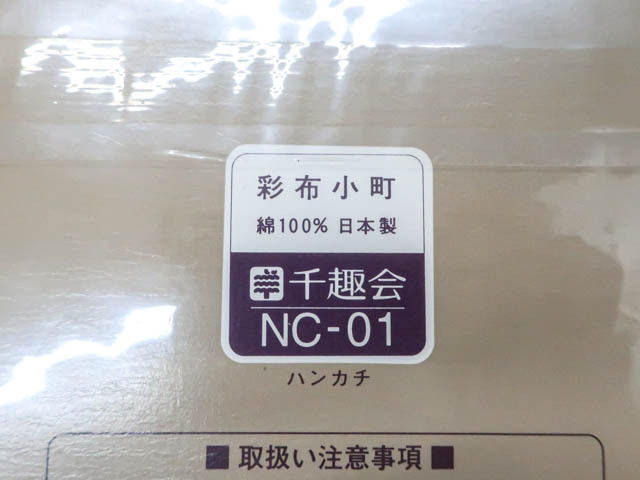 彩布小町
綿100% 日本製
千趣会
NC-01
ハンカチ
■ 取扱い注意事項 ■